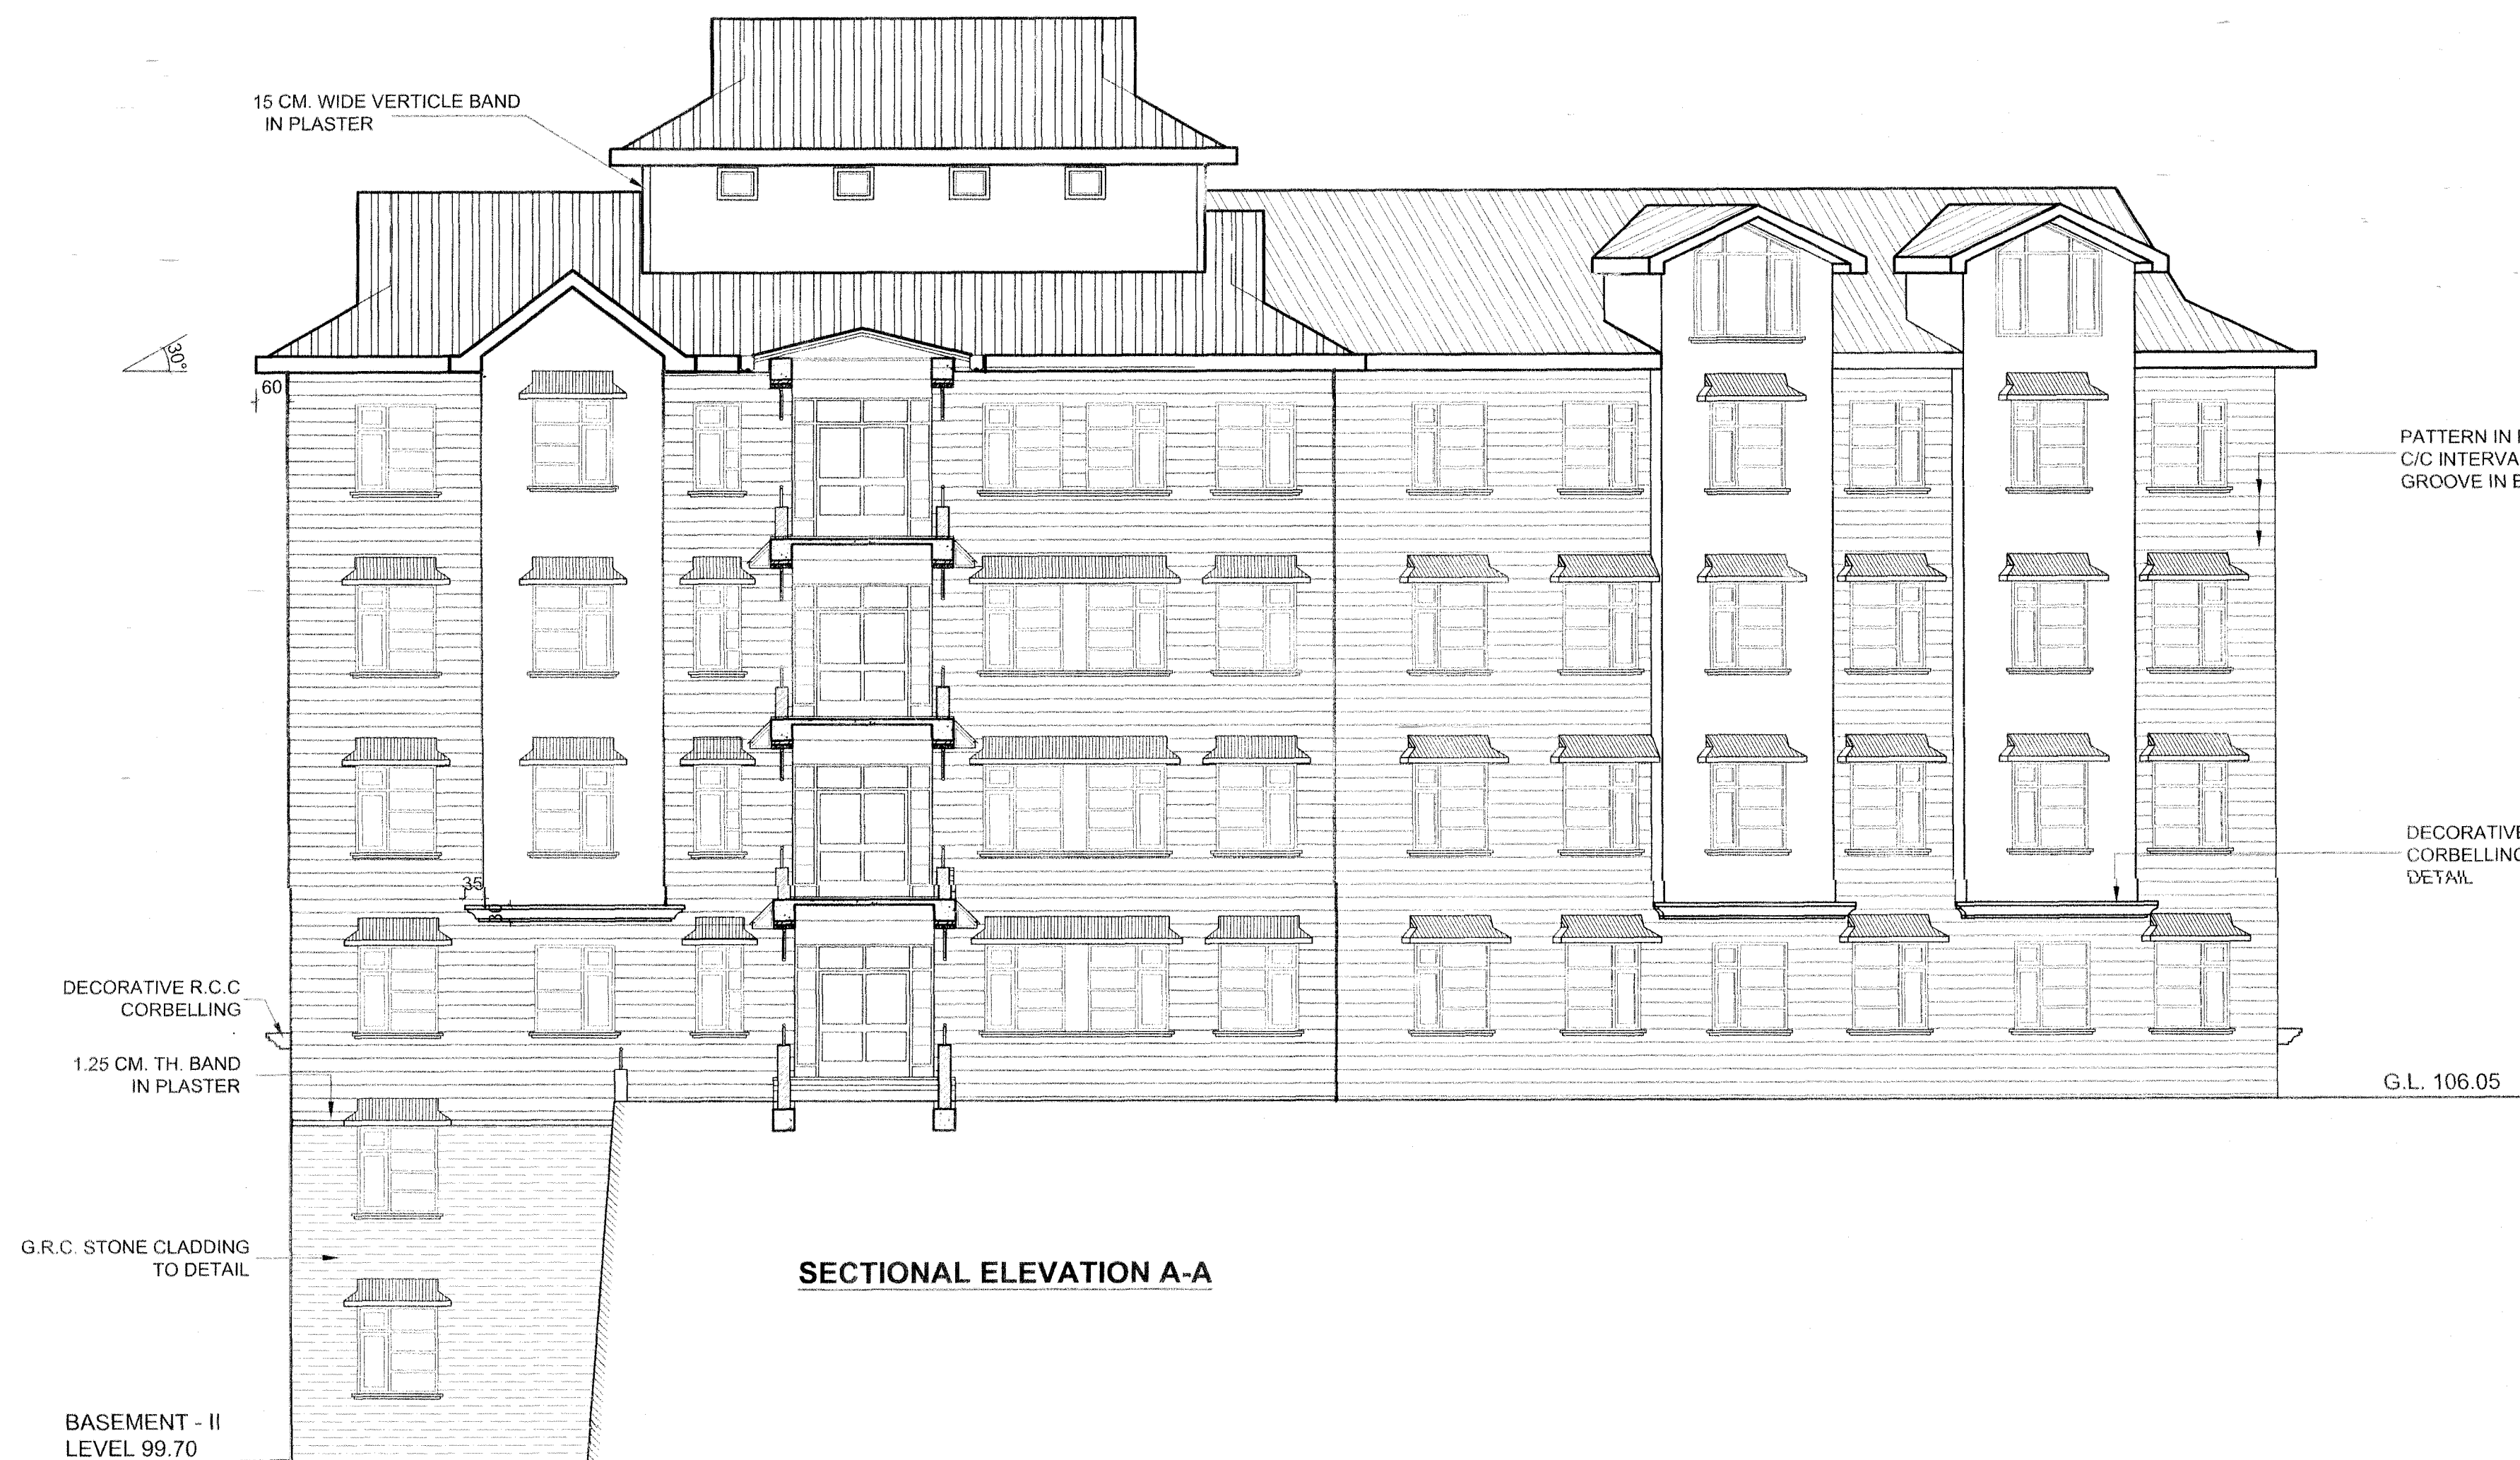 15 CM. WIDE VERTICLE BAND
IN PLASTER
30°
60
PATTERN IN
C/C INTERVA
GROOVE IN
35
DECORATIVE
CORBELLING
DETAIL
DECORATIVE R.C.C
CORBELLING
1.25 CM. TH. BAND
IN PLASTER
G.L. 106.05
G.R.C. STONE CLADDING
TO DETAIL
SECTIONAL ELEVATION A-A
BASEMENT - II
LEVEL 99.70